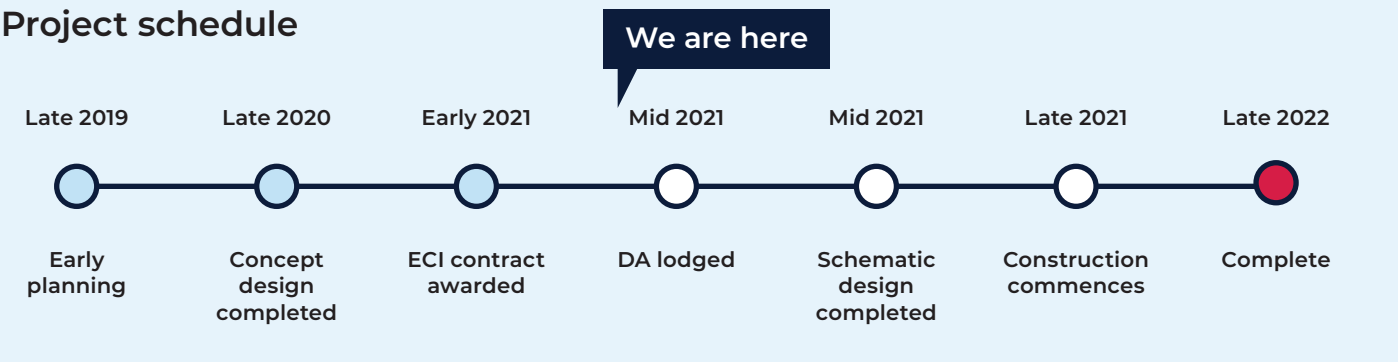 Project schedule
We are here
Late 2019
Late 2020
Early 2021
Mid 2021
Mid 2021
Late 2021
Late 2022
Early
planning
Concept
design
completed
ECI contract
awarded
DA lodged
Schematic
design
completed
Construction
commences
Complete